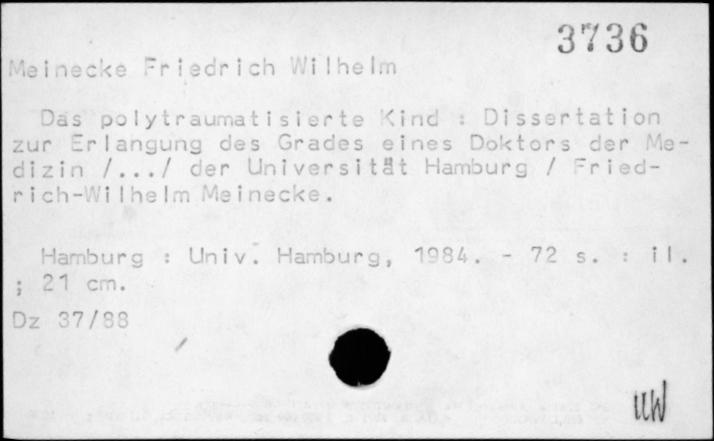 3736
Meinecke Friedrich Wilhelm
Das polytraumatisierte Kind : Dissertation
zur Erlangung des Grades eines Doktors der Me-
dizin /.../ der Universität Hamburg / Fried-
rich-Wilhelm Meinecke.
Hamburg : Univ. Hamburg, 1984. - 72 s. : il.
; 21 cm.
Dz 37/88
UW